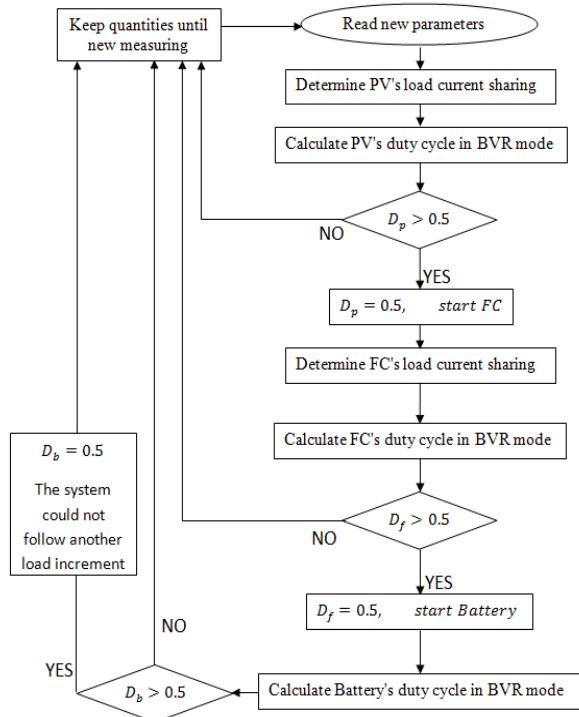 Keep quantities until
new measuring
Read new parameters
Determine PV's load current sharing
Calculate PV's duty cycle in BVR mode
D_p > 0.5
NO
YES
D_p = 0.5, start FC
Determine FC's load current sharing
Calculate FC's duty cycle in BVR mode
D_f > 0.5
NO
YES
D_f = 0.5, start Battery
Calculate Battery's duty cycle in BVR mode
D_b > 0.5
NO
YES
D_b = 0.5
The system
could not
follow another
load increment